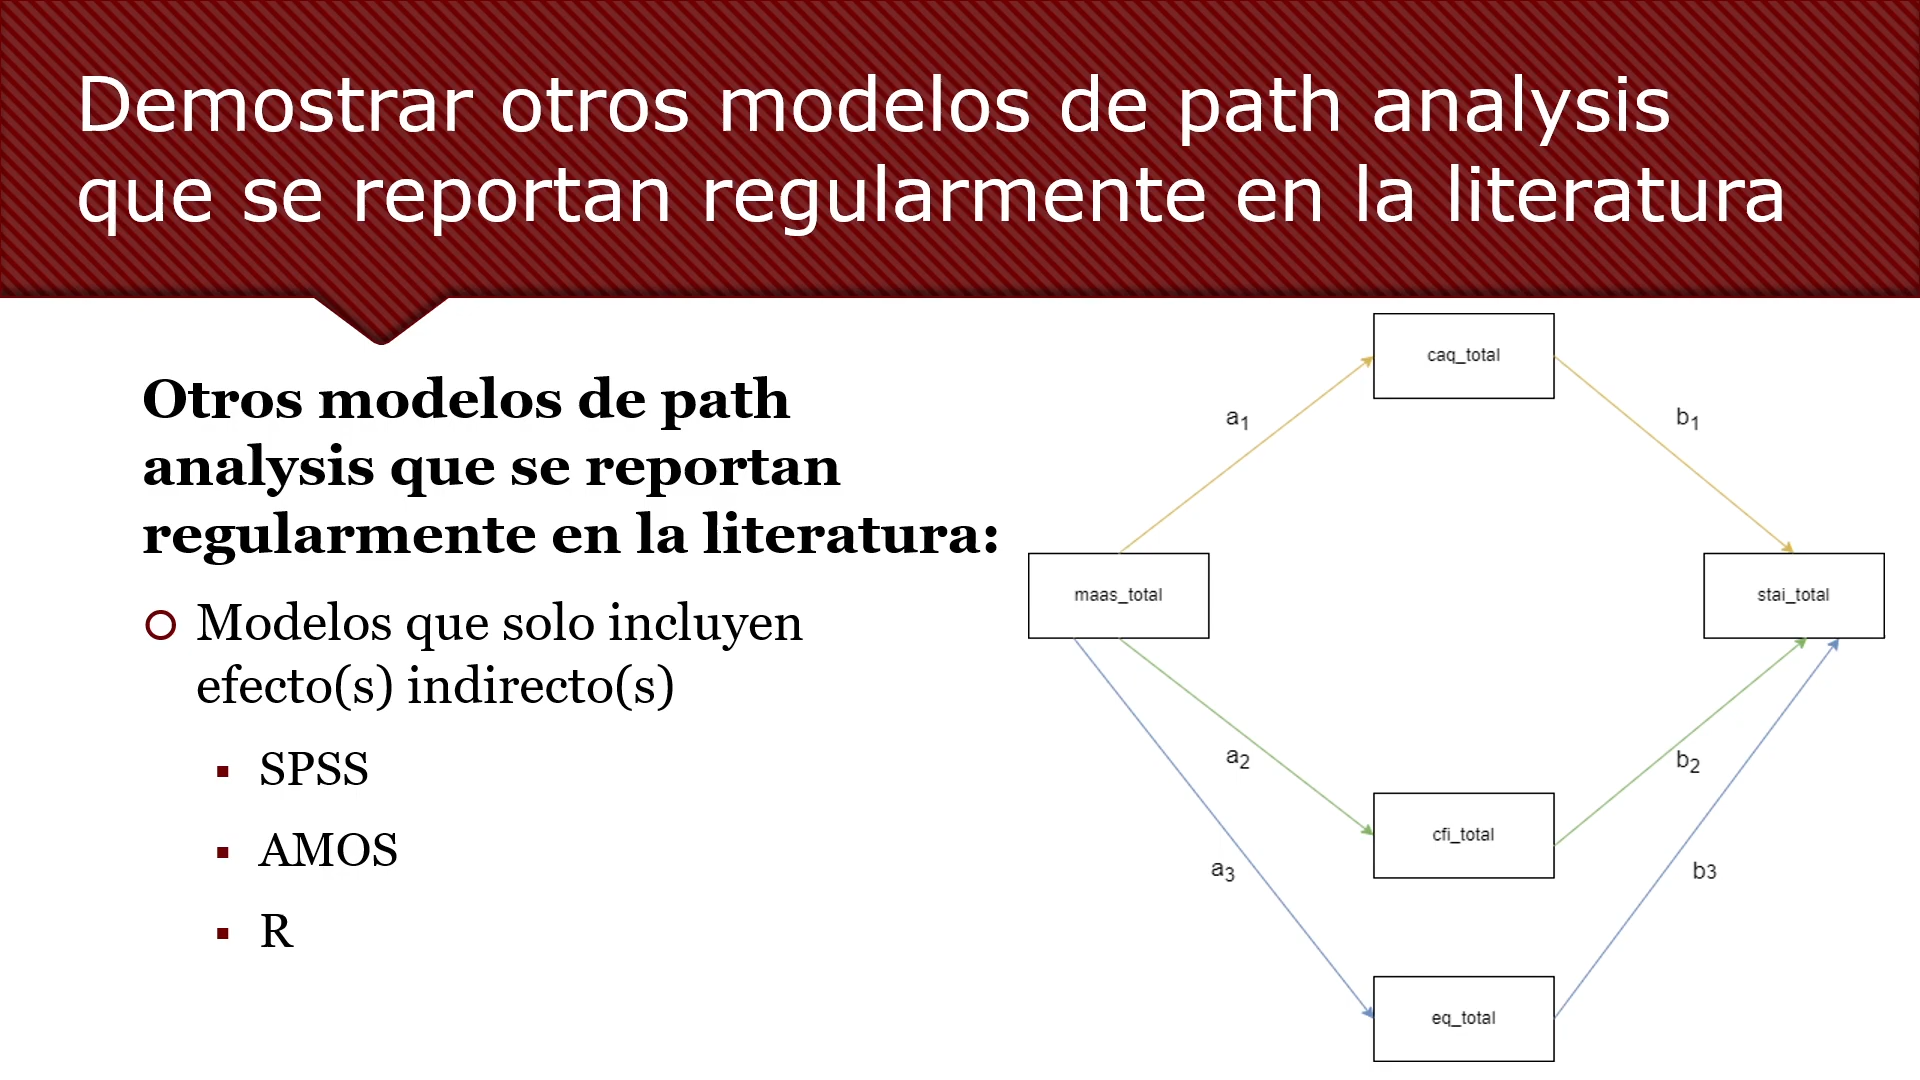 Demostrar otros modelos de path analysis
que se reportan regularmente en la literatura
Otros modelos de path
analysis que se reportan
regularmente en la literatura:
Modelos que solo incluyen
efecto(s) indirecto(s)
SPSS
AMOS
R
caq_total
a1
b1
maas_total
stai_total
a2
b2
cfi_total
a3
b3
eq_total